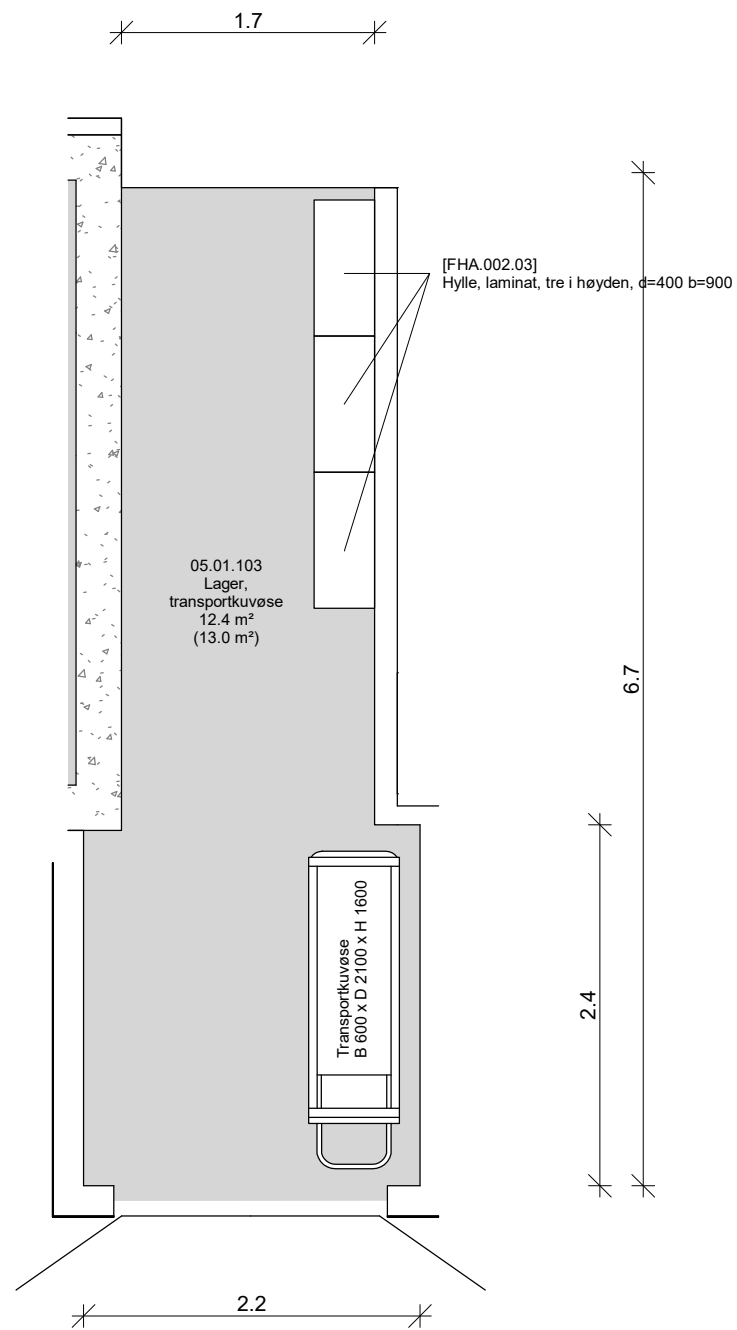 1.7
[FHA.002.03]
Hylle, laminat, tre i høyden, d=400 b=900
05.01.103
Lager,
transportkuvøse
12.4 m²
(13.0 m²)
6.7
Transportkuvøse
B 600 x D 2100 x H 1600
2.4
2.2